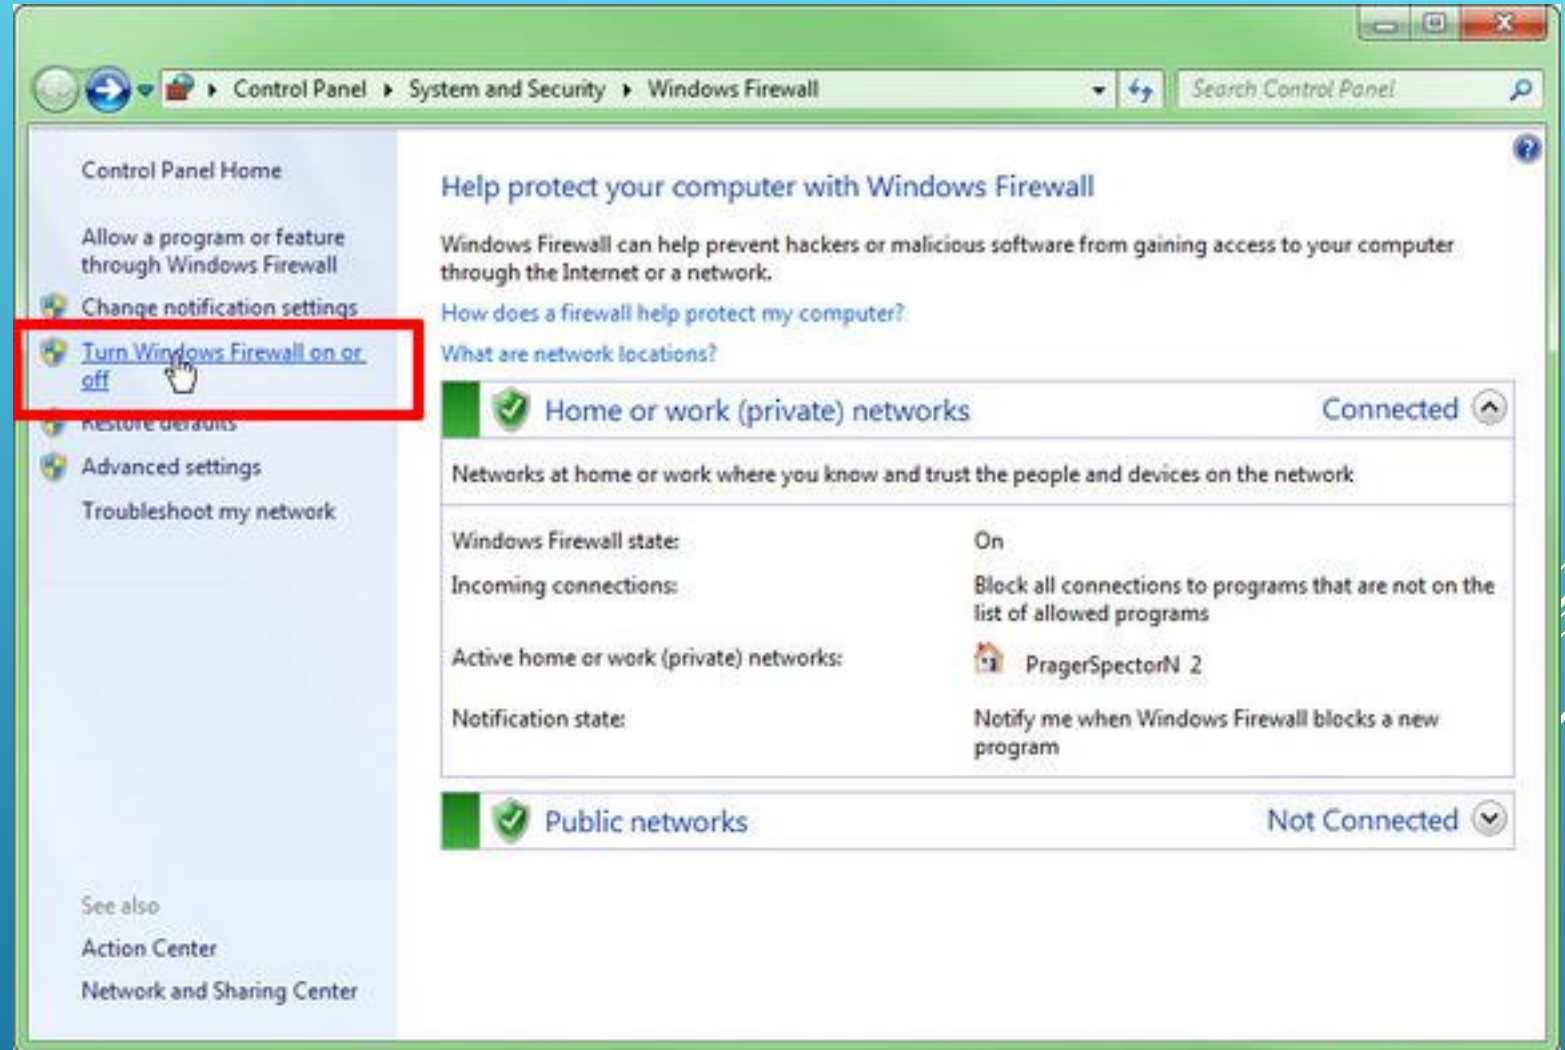 Control Panel ▸ System and Security ▸ Windows Firewall
Search Control Panel
Control Panel Home
Allow a program or feature
through Windows Firewall
Change notification settings
Turn Windows Firewall on or
off
Restore defaults
Advanced settings
Troubleshoot my network
See also
Action Center
Network and Sharing Center
Help protect your computer with Windows Firewall
Windows Firewall can help prevent hackers or malicious software from gaining access to your computer
through the Internet or a network.
How does a firewall help protect my computer?
What are network locations?
Home or work (private) networks Connected
Networks at home or work where you know and trust the people and devices on the network
Windows Firewall state: On
Incoming connections: Block all connections to programs that are not on the
list of allowed programs
Active home or work (private) networks: PragerSpectorN 2
Notification state: Notify me when Windows Firewall blocks a new
program
Public networks Not Connected